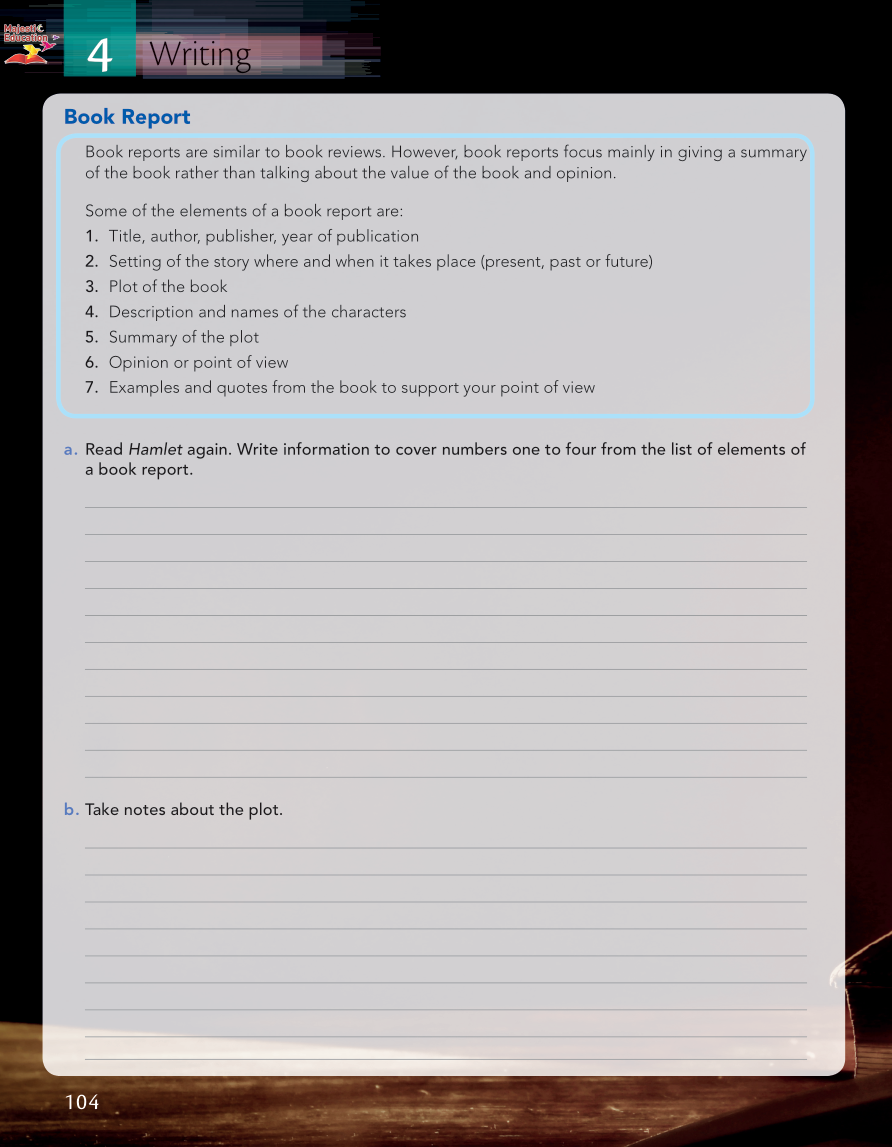 Majestic
Education
4 Writing
Book Report
Book reports are similar to book reviews. However, book reports focus mainly in giving a summary
of the book rather than talking about the value of the book and opinion.
Some of the elements of a book report are:
1. Title, author, publisher, year of publication
2. Setting of the story where and when it takes place (present, past or future)
3. Plot of the book
4. Description and names of the characters
5. Summary of the plot
6. Opinion or point of view
7. Examples and quotes from the book to support your point of view
a. Read Hamlet again. Write information to cover numbers one to four from the list of elements of
a book report.
b. Take notes about the plot.
104